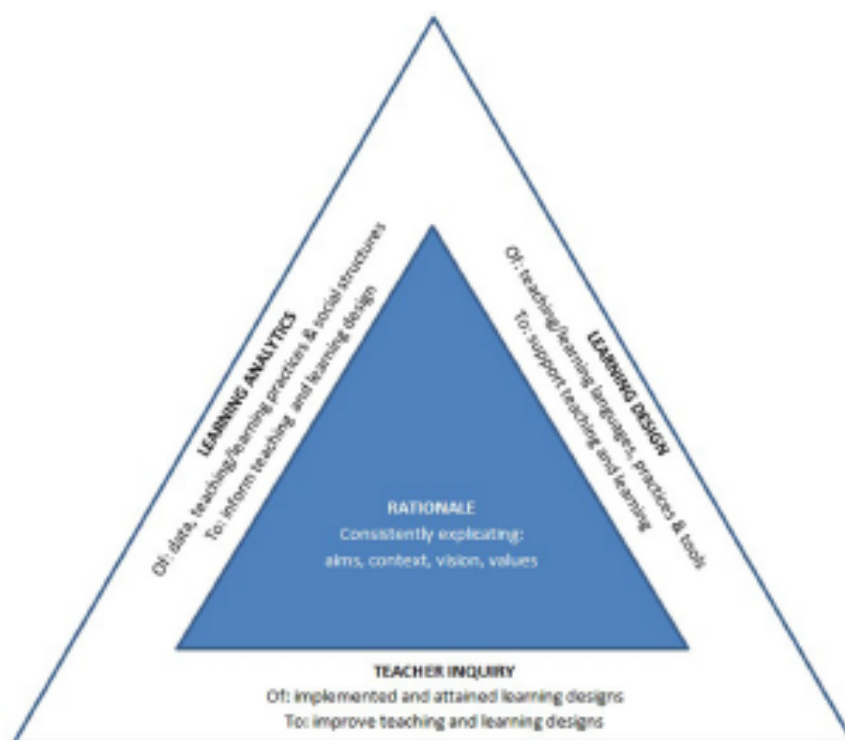 LEARNING ANALYTICS
Of: data, teaching/learning practices & social structures
To: inform teaching and learning design
LEARNING DESIGN
Of: teaching/learning languages, practices & tools
To: support teaching and learning
RATIONALE
Consistently explicating:
aims, context, vision, values
TEACHER INQUIRY
Of: implemented and attained learning designs
To: improve teaching and learning designs